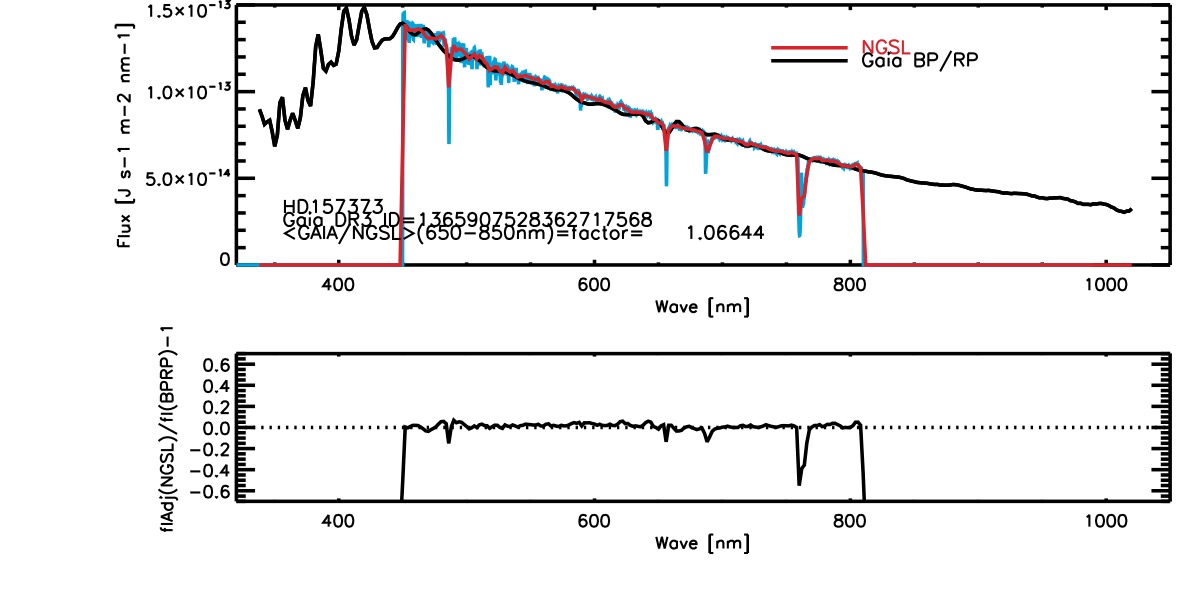 1.5×10−13
1.0×10−13
5.0×10−14
0
Flux [J s−1 m−2 nm−1]
NGSL
Gaia BP/RP
HD157373
Gaia DR3 ID=1365907528362717568
<GAIA/NGSL>(650−850nm)=factor= 1.06644
400 600 800 1000
Wave [nm]
flAdj(NGSL)/fl(BPRP)−1
0.6
0.4
0.2
0.0
−0.2
−0.4
−0.6
400 600 800 1000
Wave [nm]